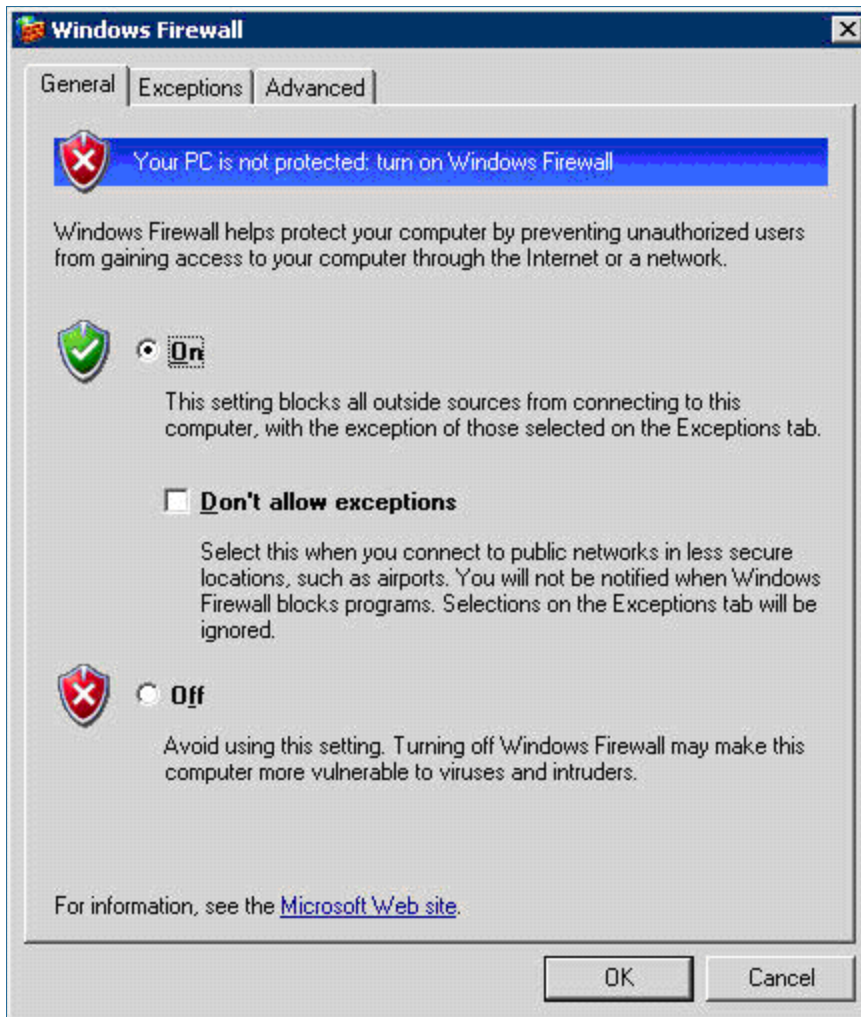 Windows Firewall
General Exceptions Advanced
Your PC is not protected: turn on Windows Firewall
Windows Firewall helps protect your computer by preventing unauthorized users
from gaining access to your computer through the Internet or a network.
On
This setting blocks all outside sources from connecting to this
computer, with the exception of those selected on the Exceptions tab.
Don't allow exceptions
Select this when you connect to public networks in less secure
locations, such as airports. You will not be notified when Windows
Firewall blocks programs. Selections on the Exceptions tab will be
ignored.
Off
Avoid using this setting. Turning off Windows Firewall may make this
computer more vulnerable to viruses and intruders.
For information, see the Microsoft Web site.
OK Cancel